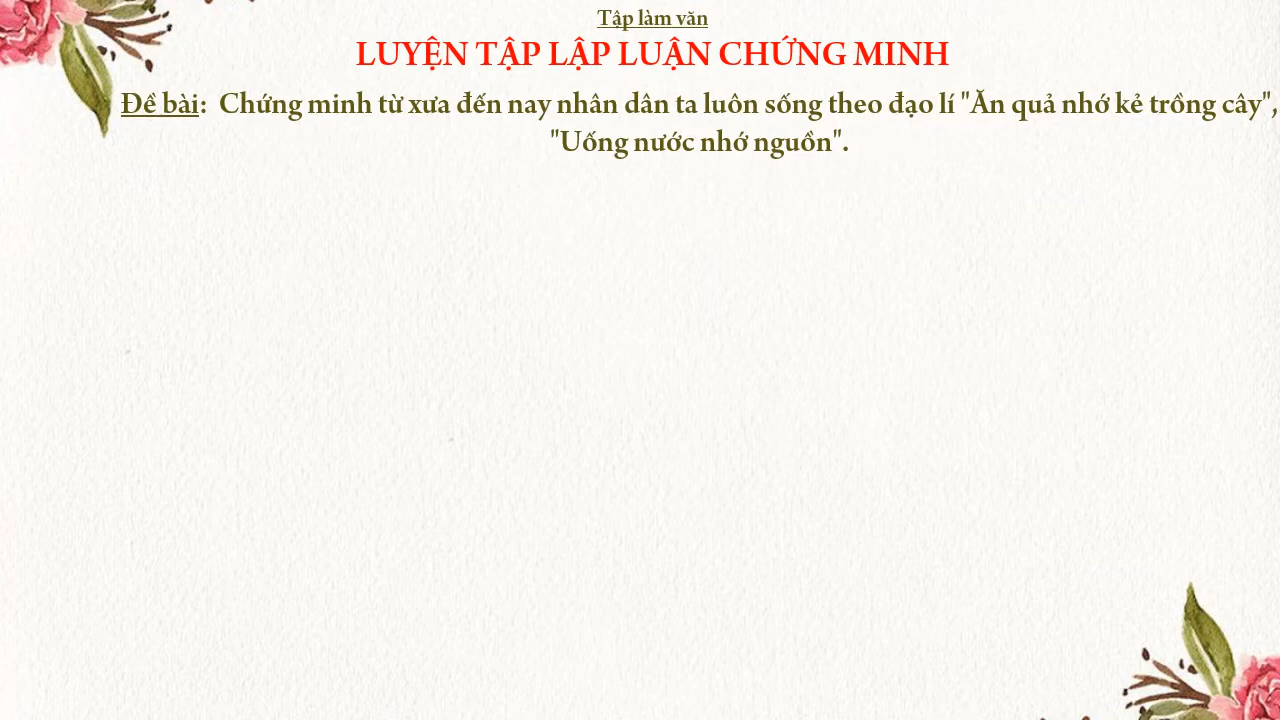 Tập làm văn
LUYỆN TẬP LẬP LUẬN CHỨNG MINH
Đề bài:  Chứng minh từ xưa đến nay nhân dân ta luôn sống theo đạo lí "Ăn quả nhớ kẻ trồng cây",
"Uống nước nhớ nguồn".